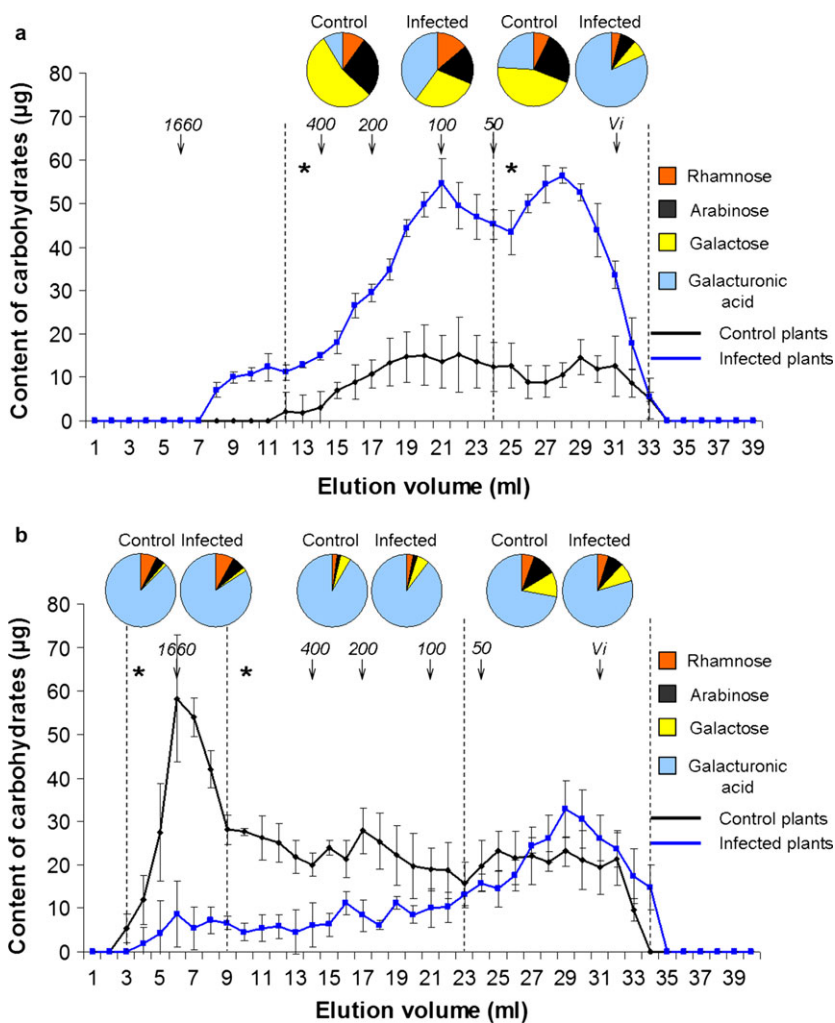 a
Control Infected Control Infected
Content of carbohydrates (µg)
80
70
60
50
40
30
20
10
0
1660 400 200 100 50 Vi
* *
Rhamnose
Arabinose
Galactose
Galacturonic
acid
Control plants
Infected plants
1 3 5 7 9 11 13 15 17 19 21 23 25 27 29 31 33 35 37 39
Elution volume (ml)
b
Control Infected Control Infected Control Infected
Content of carbohydrates (µg)
80
70
60
50
40
30
20
10
0
1660 400 200 100 50 Vi
* *
Rhamnose
Arabinose
Galactose
Galacturonic
acid
Control plants
Infected plants
1 3 5 7 9 11 13 15 17 19 21 23 25 27 29 31 33 35 37 39
Elution volume (ml)